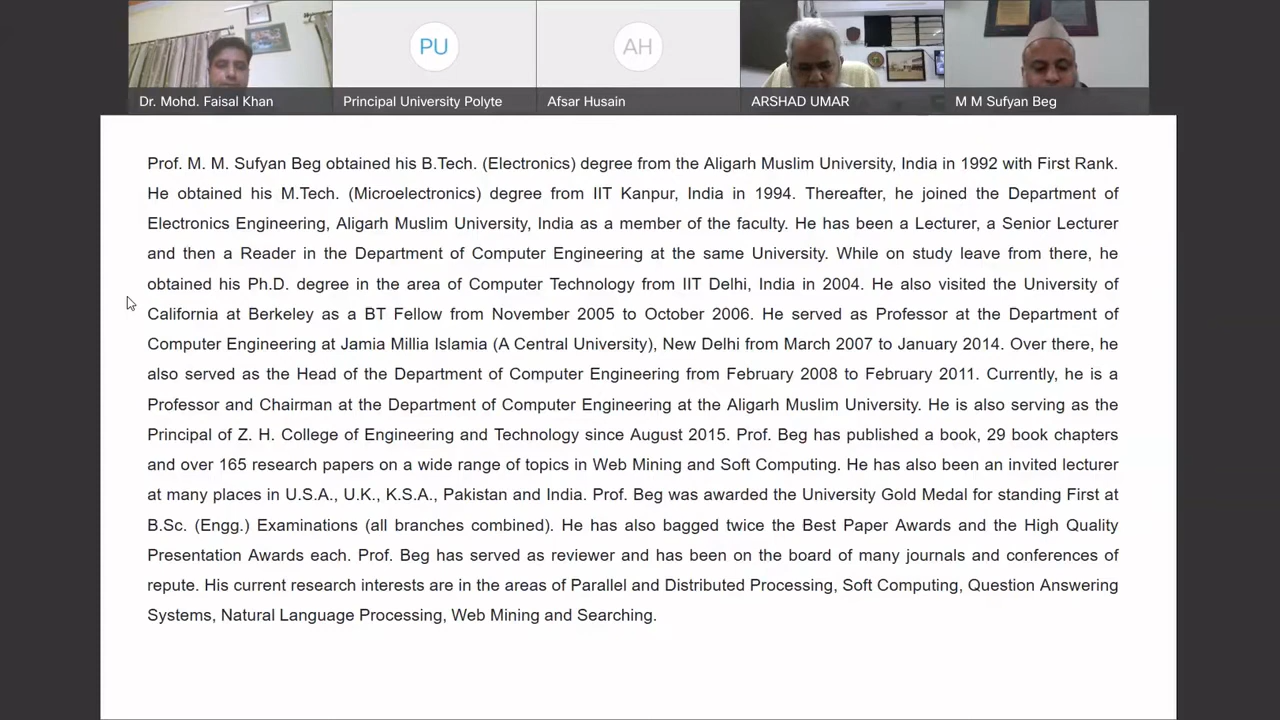 PU
AH
Dr. Mohd. Faisal Khan
Principal University Polyte
Afsar Husain
ARSHAD UMAR
M M Sufyan Beg
Prof. M. M. Sufyan Beg obtained his B.Tech. (Electronics) degree from the Aligarh Muslim University, India in 1992 with First Rank.
He obtained his M.Tech. (Microelectronics) degree from IIT Kanpur, India in 1994. Thereafter, he joined the Department of
Electronics Engineering, Aligarh Muslim University, India as a member of the faculty. He has been a Lecturer, a Senior Lecturer
and then a Reader in the Department of Computer Engineering at the same University. While on study leave from there, he
obtained his Ph.D. degree in the area of Computer Technology from IIT Delhi, India in 2004. He also visited the University of
California at Berkeley as a BT Fellow from November 2005 to October 2006. He served as Professor at the Department of
Computer Engineering at Jamia Millia Islamia (A Central University), New Delhi from March 2007 to January 2014. Over there, he
also served as the Head of the Department of Computer Engineering from February 2008 to February 2011. Currently, he is a
Professor and Chairman at the Department of Computer Engineering at the Aligarh Muslim University. He is also serving as the
Principal of Z. H. College of Engineering and Technology since August 2015. Prof. Beg has published a book, 29 book chapters
and over 165 research papers on a wide range of topics in Web Mining and Soft Computing. He has also been an invited lecturer
at many places in U.S.A., U.K., K.S.A., Pakistan and India. Prof. Beg was awarded the University Gold Medal for standing First at
B.Sc. (Engg.) Examinations (all branches combined). He has also bagged twice the Best Paper Awards and the High Quality
Presentation Awards each. Prof. Beg has served as reviewer and has been on the board of many journals and conferences of
repute. His current research interests are in the areas of Parallel and Distributed Processing, Soft Computing, Question Answering
Systems, Natural Language Processing, Web Mining and Searching.